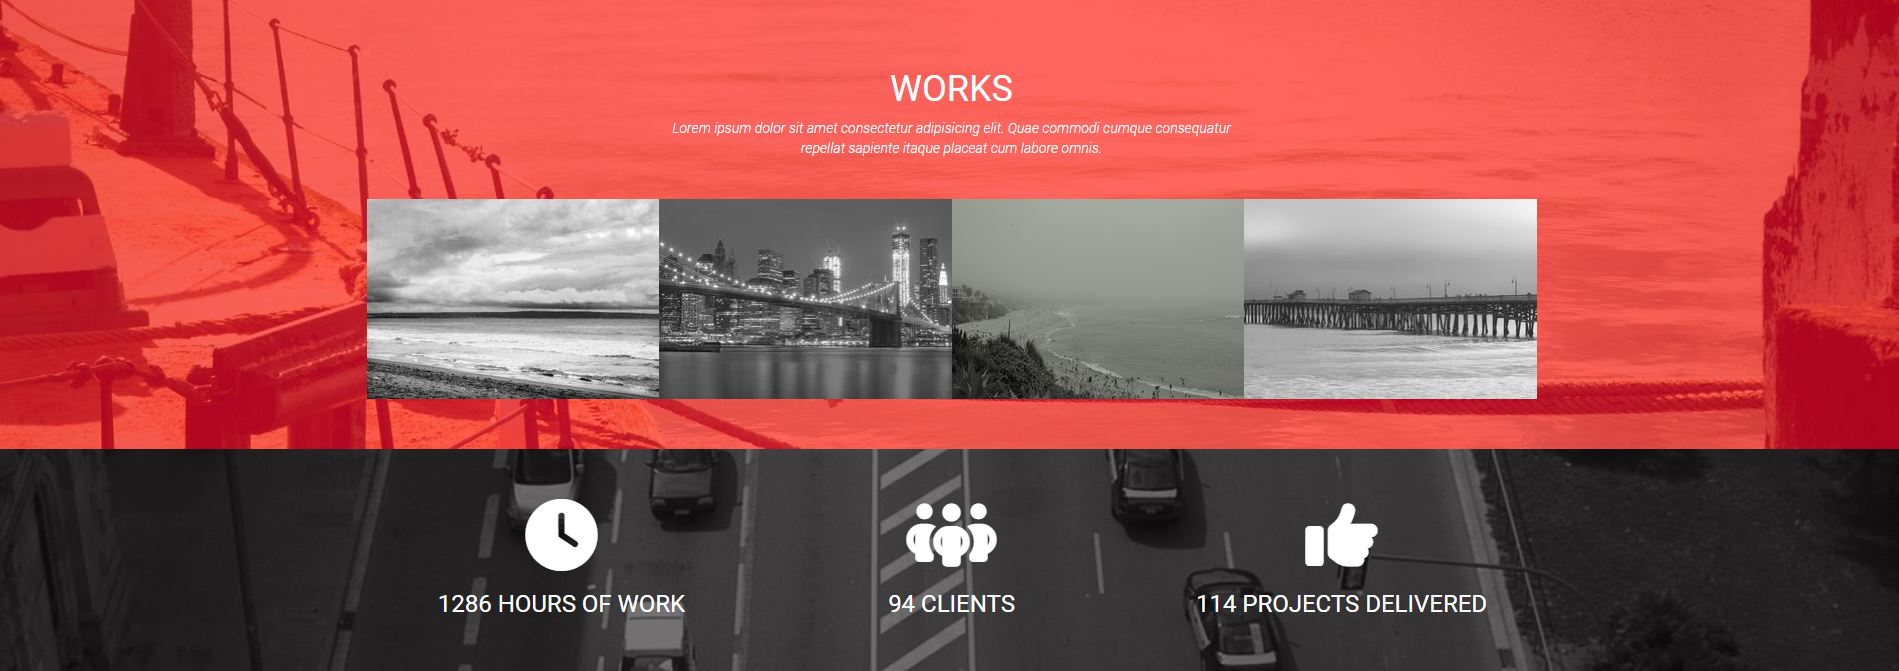 WORKS
Lorem ipsum dolor sit amet consectetur adipisicing elit. Quae commodi cumque consequatur
repellat sapiente itaque placeat cum labore omnis.
1286 HOURS OF WORK
94 CLIENTS
114 PROJECTS DELIVERED